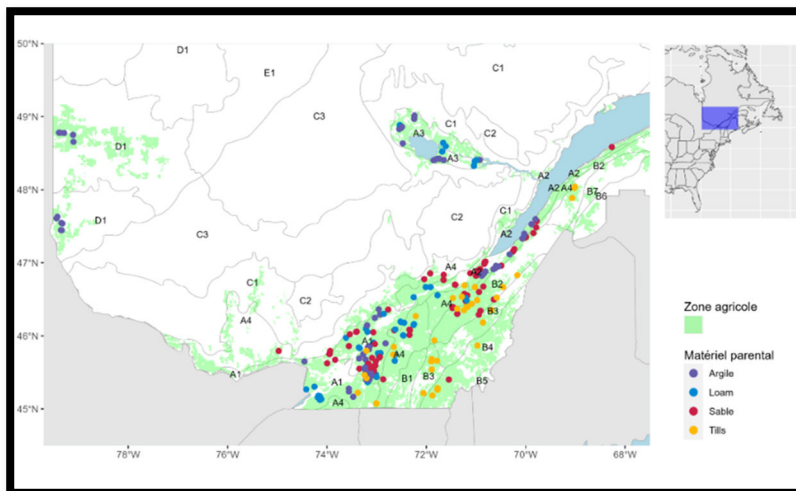 50°N
D1
E1
C1
C3
49°N
A3
C1
C2
D1
A3
A2
A2
B2
48°N
A2
A4
B7
B6
C2
C1
D1
C3
A2
47°N
A4
A2
C1
B2
C2
A4
A4
B3
46°N
A1
A4
B4
A1
A1
B1
B3
B5
45°N
A4
78°W
76°W
74°W
72°W
70°W
68°W
Zone agricole
Matériel parental
Argile
Loam
Sable
Tills